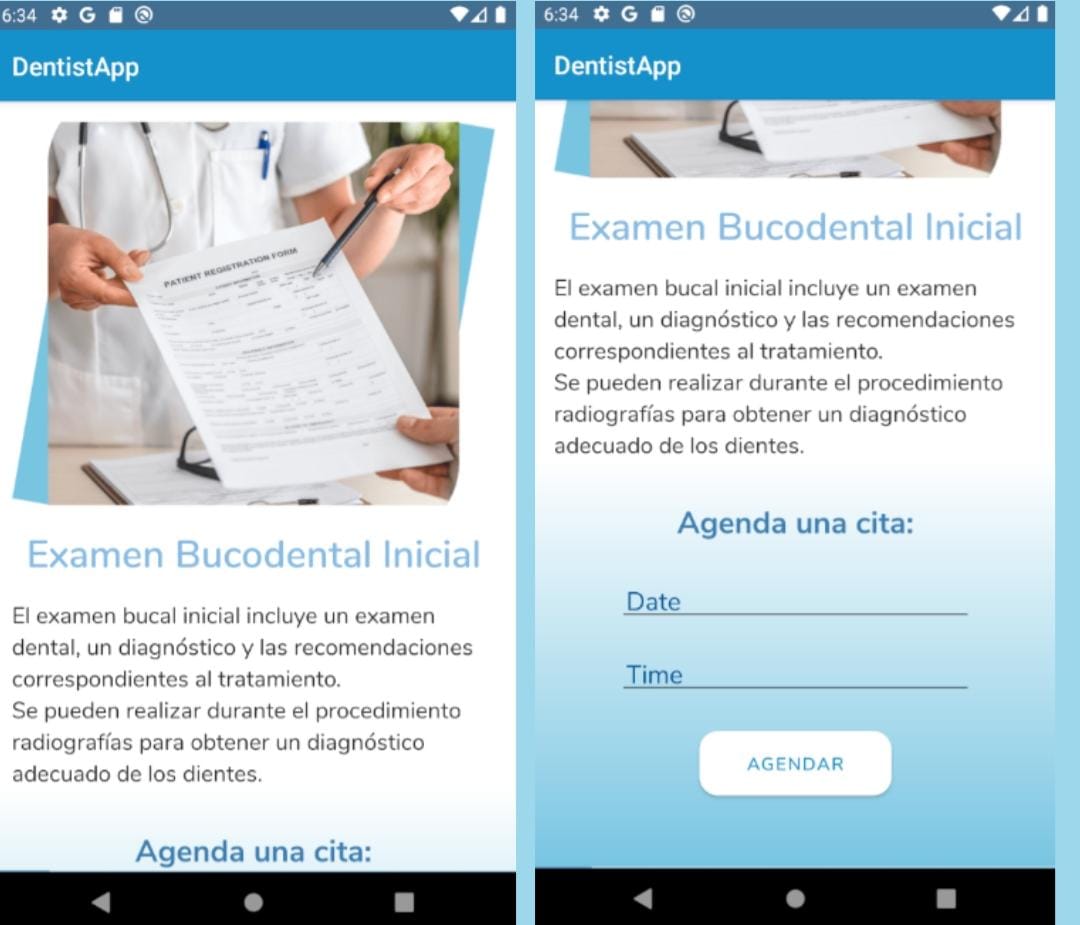 6:34
DentistApp
PATIENT REGISTRATION FORM
Examen Bucodental Inicial
El examen bucal inicial incluye un examen
dental, un diagnóstico y las recomendaciones
correspondientes al tratamiento.
Se pueden realizar durante el procedimiento
radiografías para obtener un diagnóstico
adecuado de los dientes.
Agenda una cita:
6:34
DentistApp
Examen Bucodental Inicial
El examen bucal inicial incluye un examen
dental, un diagnóstico y las recomendaciones
correspondientes al tratamiento.
Se pueden realizar durante el procedimiento
radiografías para obtener un diagnóstico
adecuado de los dientes.
Agenda una cita:
Date
Time
AGENDAR